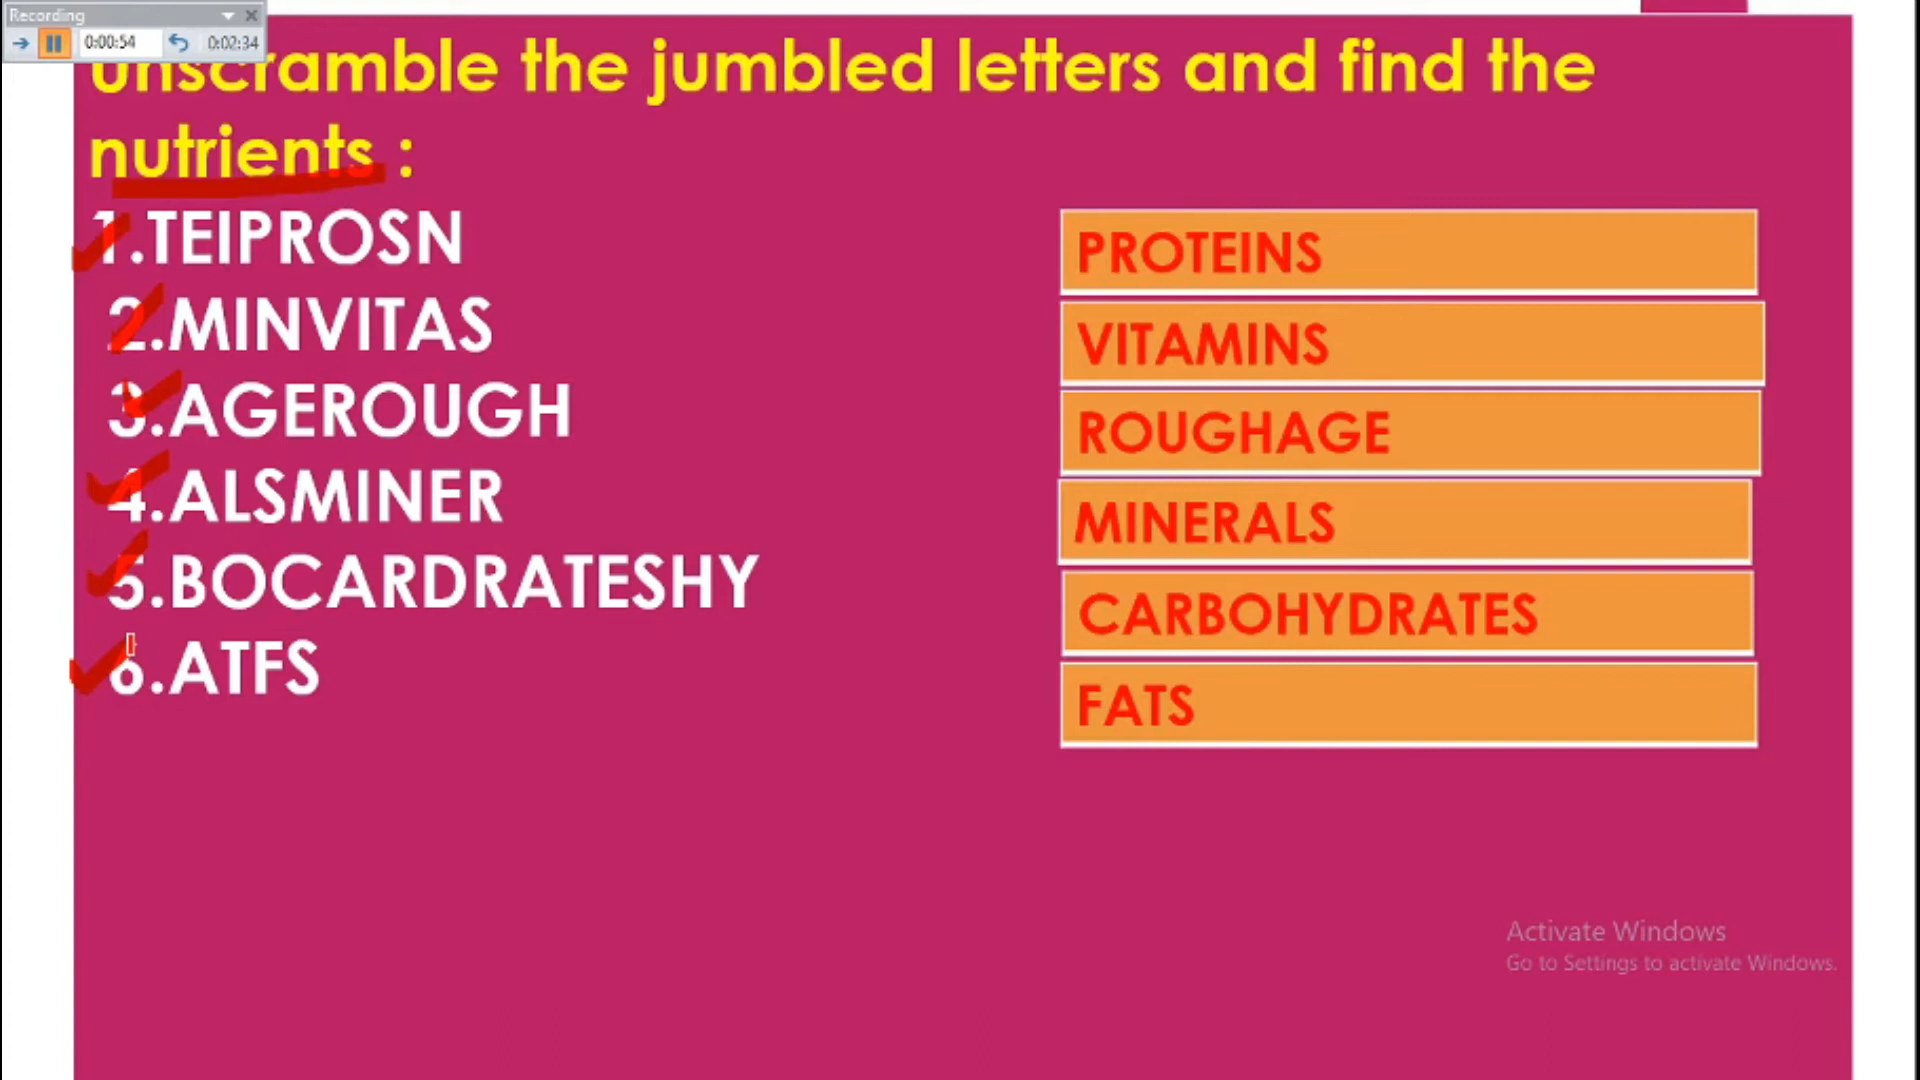 Recording
0:00:54 0:02:34
Unscramble the jumbled letters and find the
nutrients :
1.TEIPROSN
PROTEINS
2.MINVITAS
VITAMINS
3.AGEROUGH
ROUGHAGE
4.ALSMINER
MINERALS
5.BOCARDRATESHY
CARBOHYDRATES
6.ATFS
FATS
Activate Windows
Go to Settings to activate Windows.